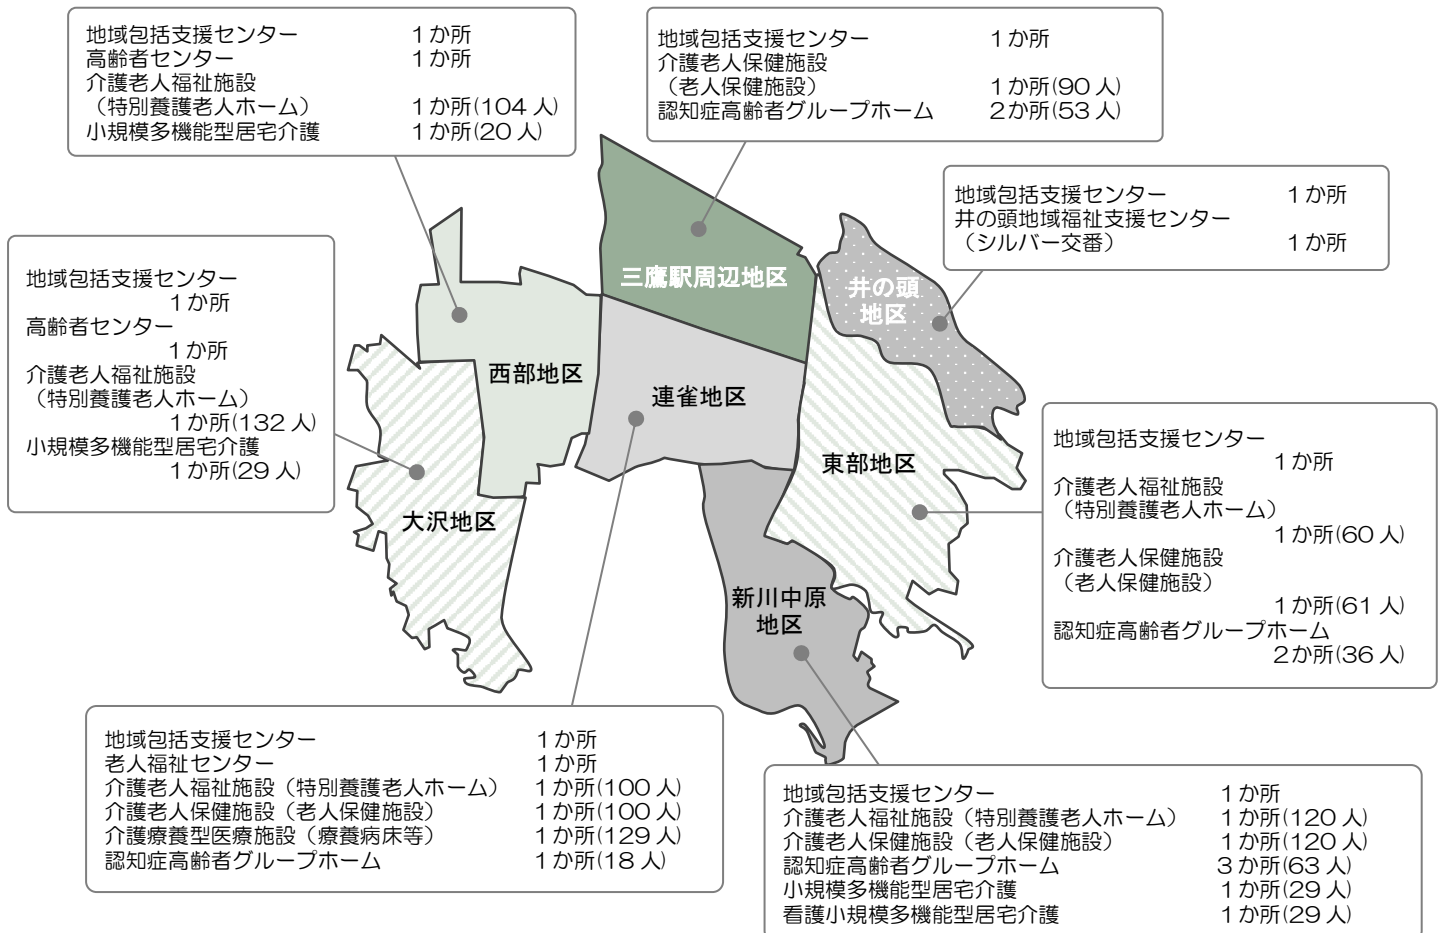 地域包括支援センター 1か所
高齢者センター 1か所
介護老人福祉施設
（特別養護老人ホーム） 1か所(104人)
小規模多機能型居宅介護 1か所(20人)
地域包括支援センター 1か所
介護老人保健施設
（老人保健施設） 1か所(90人)
認知症高齢者グループホーム 2か所(53人)
地域包括支援センター 1か所
井の頭地域福祉支援センター
（シルバー交番） 1か所
地域包括支援センター
1か所
高齢者センター
1か所
介護老人福祉施設
（特別養護老人ホーム）
1か所(132人)
小規模多機能型居宅介護
1か所(29人)
三鷹駅周辺地区
井の頭
地区
西部地区
連雀地区
東部地区
大沢地区
新川中原
地区
地域包括支援センター
1か所
介護老人福祉施設
（特別養護老人ホーム）
1か所(60人)
介護老人保健施設
（老人保健施設）
1か所(61人)
認知症高齢者グループホーム
2か所(36人)
地域包括支援センター 1か所
老人福祉センター 1か所
介護老人福祉施設（特別養護老人ホーム） 1か所(100人)
介護老人保健施設（老人保健施設） 1か所(100人)
介護療養型医療施設（療養病床等） 1か所(129人)
認知症高齢者グループホーム 1か所(18人)
地域包括支援センター 1か所
介護老人福祉施設（特別養護老人ホーム） 1か所(120人)
介護老人保健施設（老人保健施設） 1か所(120人)
認知症高齢者グループホーム 3か所(63人)
小規模多機能型居宅介護 1か所(29人)
看護小規模多機能型居宅介護 1か所(29人)